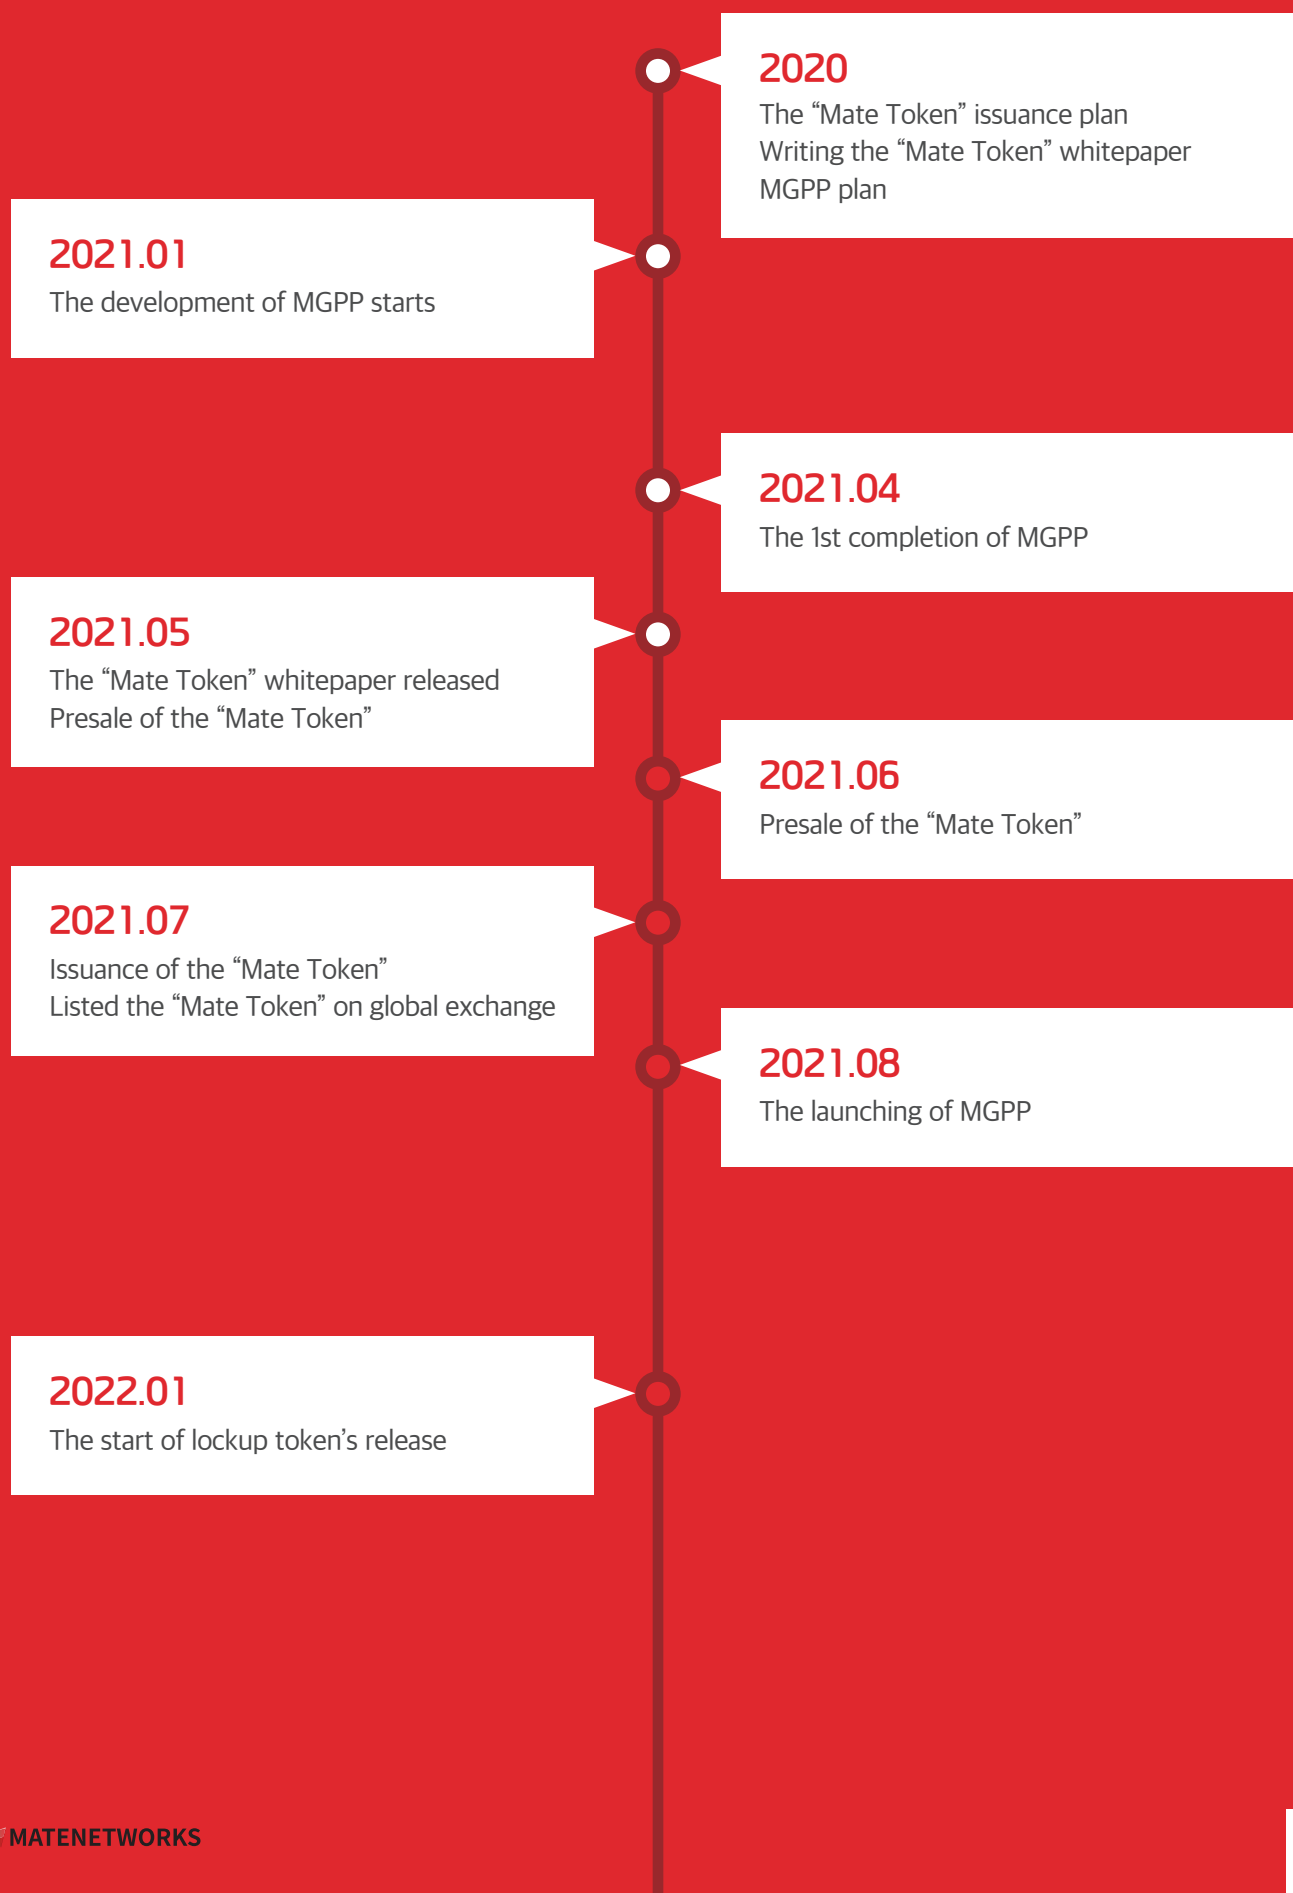 2020
The “Mate Token” issuance plan
Writing the “Mate Token” whitepaper
MGPP plan
2021.01
The development of MGPP starts
2021.04
The 1st completion of MGPP
2021.05
The “Mate Token” whitepaper released
Presale of the “Mate Token”
2021.06
Presale of the “Mate Token”
2021.07
Issuance of the “Mate Token”
Listed the “Mate Token” on global exchange
2021.08
The launching of MGPP
2022.01
The start of lockup token’s release
MATENETWORKS